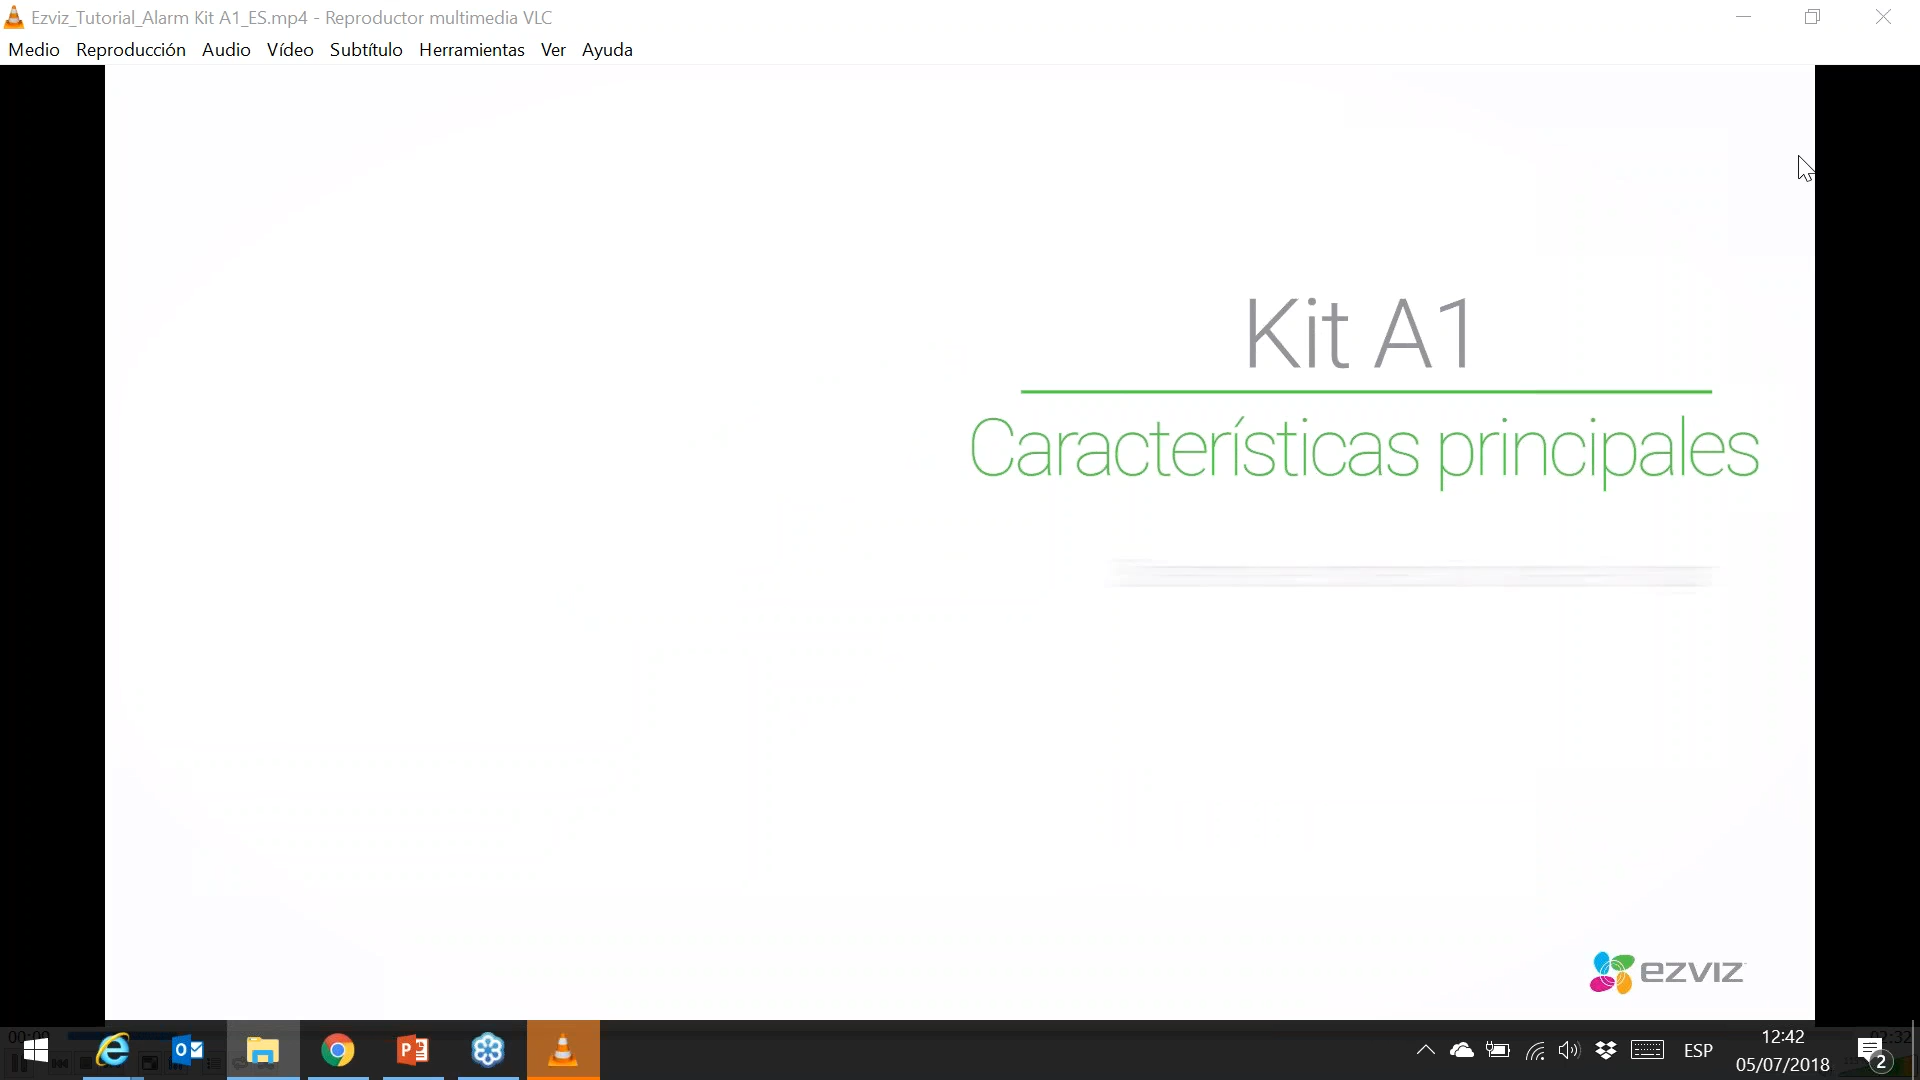 Ezviz_Tutorial_Alarm Kit A1_ES.mp4 - Reproductor multimedia VLC
Medio Reproducción Audio Vídeo Subtítulo Herramientas Ver Ayuda
Kit A1
Características principales
ezviz
ESP
12:42
05/07/2018
2